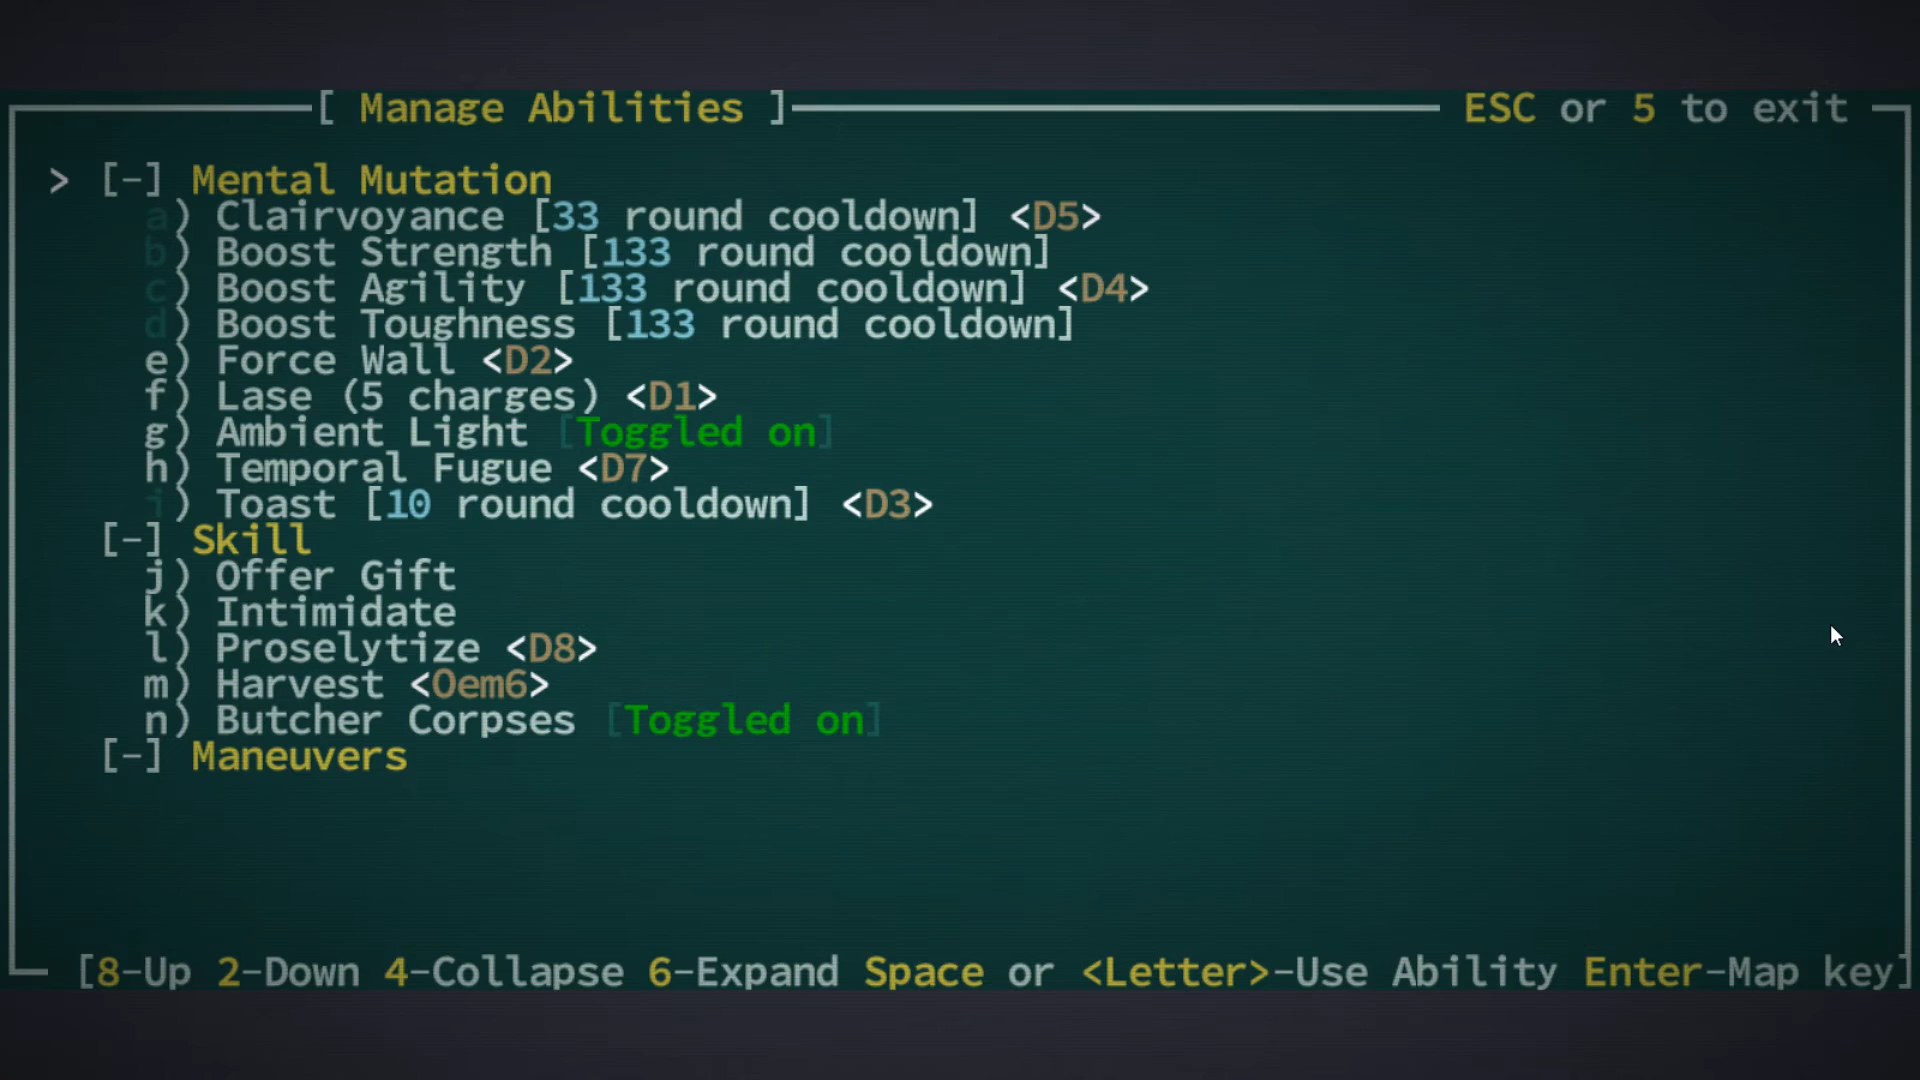 [ Manage Abilities ] ESC or 5 to exit
> [-] Mental Mutation
a) Clairvoyance [33 round cooldown] <D5>
b) Boost Strength [133 round cooldown]
c) Boost Agility [133 round cooldown] <D4>
d) Boost Toughness [133 round cooldown]
e) Force Wall <D2>
f) Lase (5 charges) <D1>
g) Ambient Light [Toggled on]
h) Temporal Fugue <D7>
i) Toast [10 round cooldown] <D3>
[-] Skill
j) Offer Gift
k) Intimidate
l) Proselytize <D8>
m) Harvest <Oem6>
n) Butcher Corpses [Toggled on]
[-] Maneuvers
[8-Up 2-Down 4-Collapse 6-Expand Space or <Letter>-Use Ability Enter-Map key]